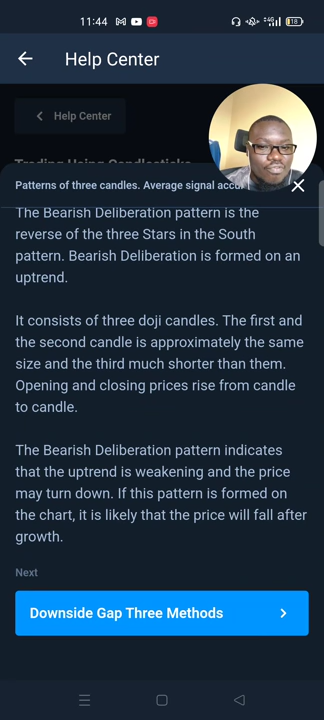 11:44
18
Help Center
Help Center
Trading Using Candlesticks
Patterns of three candles. Average signal accu
The Bearish Deliberation pattern is the
reverse of the three Stars in the South
pattern. Bearish Deliberation is formed on an
uptrend.
It consists of three doji candles. The first and
the second candle is approximately the same
size and the third much shorter than them.
Opening and closing prices rise from candle
to candle.
The Bearish Deliberation pattern indicates
that the uptrend is weakening and the price
may turn down. If this pattern is formed on
the chart, it is likely that the price will fall after
growth.
Next
Downside Gap Three Methods